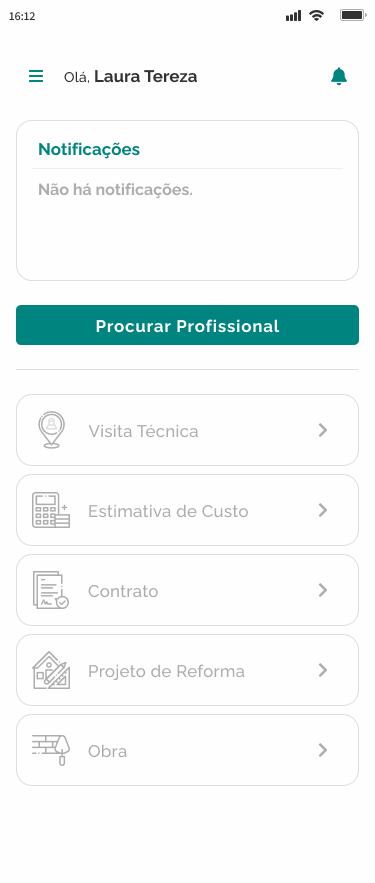 16:12
Olá, Laura Tereza
Notificações
Não há notificações.
Procurar Profissional
Visita Técnica
Estimativa de Custo
Contrato
Projeto de Reforma
Obra